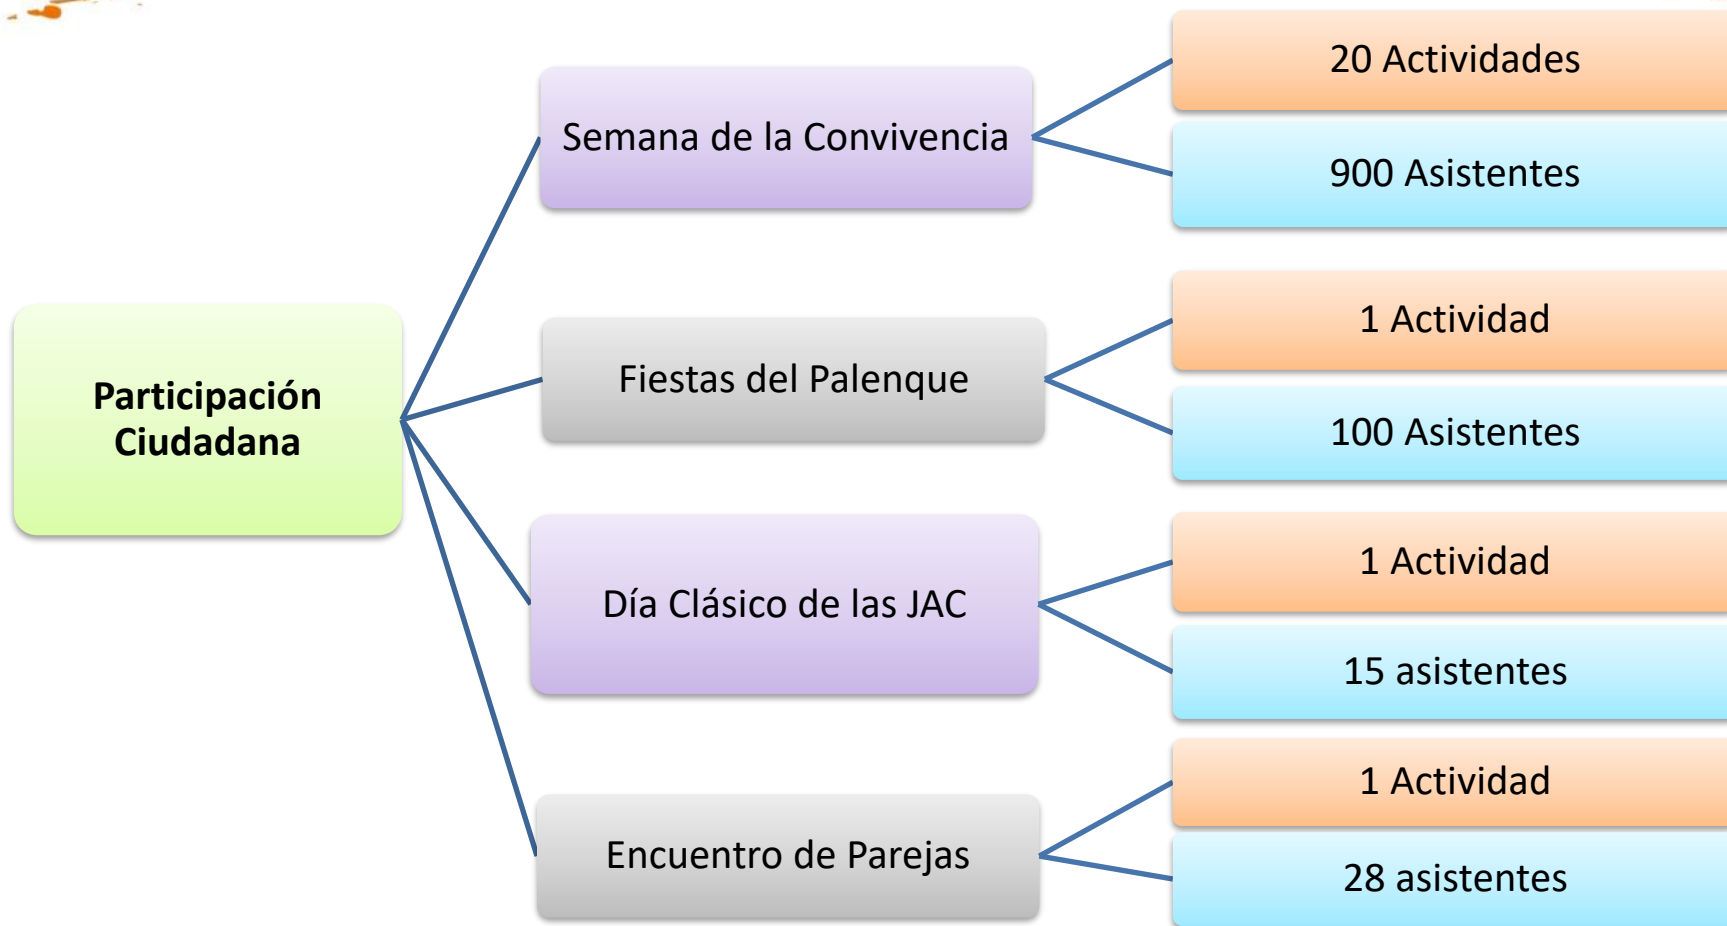 Participación
Ciudadana
Semana de la Convivencia
20 Actividades
900 Asistentes
Fiestas del Palenque
1 Actividad
100 Asistentes
Día Clásico de las JAC
1 Actividad
15 asistentes
Encuentro de Parejas
1 Actividad
28 asistentes